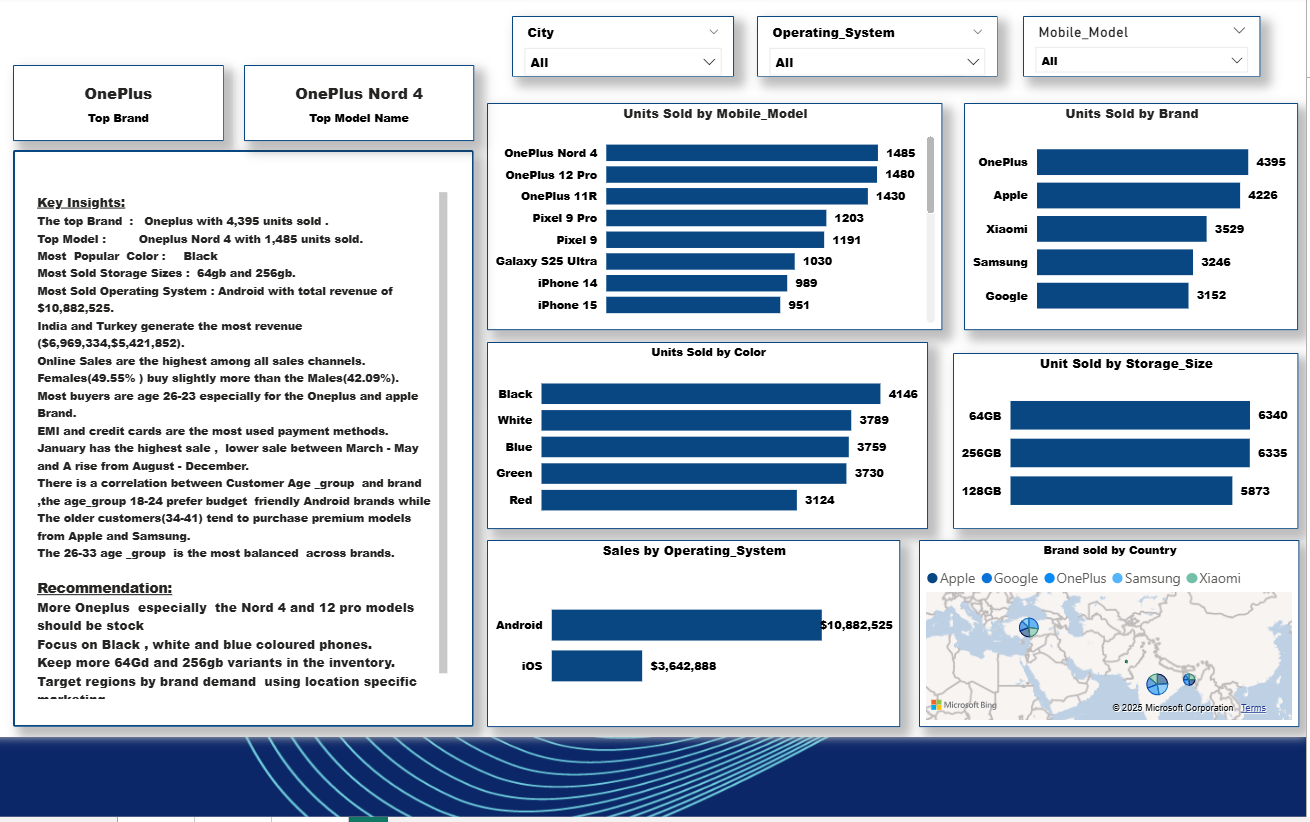 City
All
Operating_System
All
Mobile_Model
All
OnePlus
Top Brand
OnePlus Nord 4
Top Model Name
Key Insights:
The top Brand : Oneplus with 4,395 units sold .
Top Model : Oneplus Nord 4 with 1,485 units sold.
Most Popular Color : Black
Most Sold Storage Sizes : 64gb and 256gb.
Most Sold Operating System : Android with total revenue of
$10,882,525.
India and Turkey generate the most revenue
($6,969,334,$5,421,852).
Online Sales are the highest among all sales channels.
Females(49.55% ) buy slightly more than the Males(42.09%).
Most buyers are age 26-23 especially for the Oneplus and apple
Brand.
EMI and credit cards are the most used payment methods.
January has the highest sale , lower sale between March - May
and A rise from August - December.
There is a correlation between Customer Age _group and brand
,the age_group 18-24 prefer budget friendly Android brands while
The older customers(34-41) tend to purchase premium models
from Apple and Samsung.
The 26-33 age _group is the most balanced across brands.
Recommendation:
More Oneplus especially the Nord 4 and 12 pro models
should be stock
Focus on Black , white and blue coloured phones.
Keep more 64Gd and 256gb variants in the inventory.
Target regions by brand demand using location specific
marketing
Units Sold by Mobile_Model
OnePlus Nord 4 1485
OnePlus 12 Pro 1480
OnePlus 11R 1430
Pixel 9 Pro 1203
Pixel 9 1191
Galaxy S25 Ultra 1030
iPhone 14 989
iPhone 15 951
Units Sold by Brand
OnePlus 4395
Apple 4226
Xiaomi 3529
Samsung 3246
Google 3152
Units Sold by Color
Black 4146
White 3789
Blue 3759
Green 3730
Red 3124
Unit Sold by Storage_Size
64GB 6340
256GB 6335
128GB 5873
Sales by Operating_System
Android $10,882,525
iOS $3,642,888
Brand sold by Country
Apple Google OnePlus Samsung Xiaomi
Microsoft Bing
© 2025 Microsoft Corporation Terms